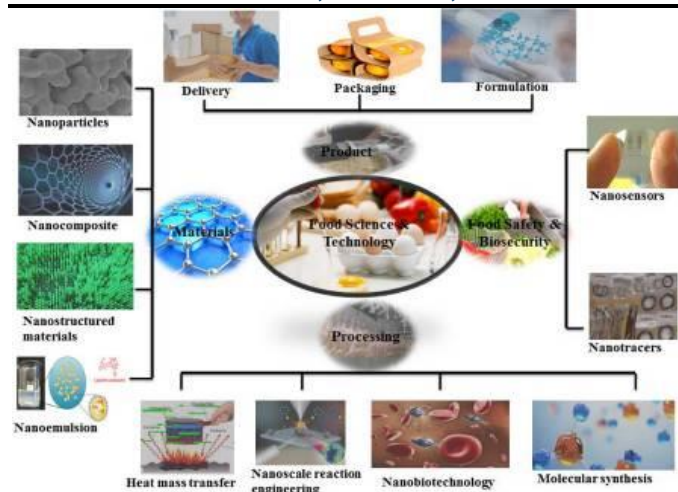 Delivery
Packaging
Formulation
Nanoparticles
Product
Nanosensors
Nanocomposite
Materials
Food Science &
Technology
Food Safety &
Biosecurity
Nanostructured
materials
Processing
Nanotracers
Nanoemulsion
Heat mass transfer
Nanoscale reaction
engineering
Nanobiotechnology
Molecular synthesis